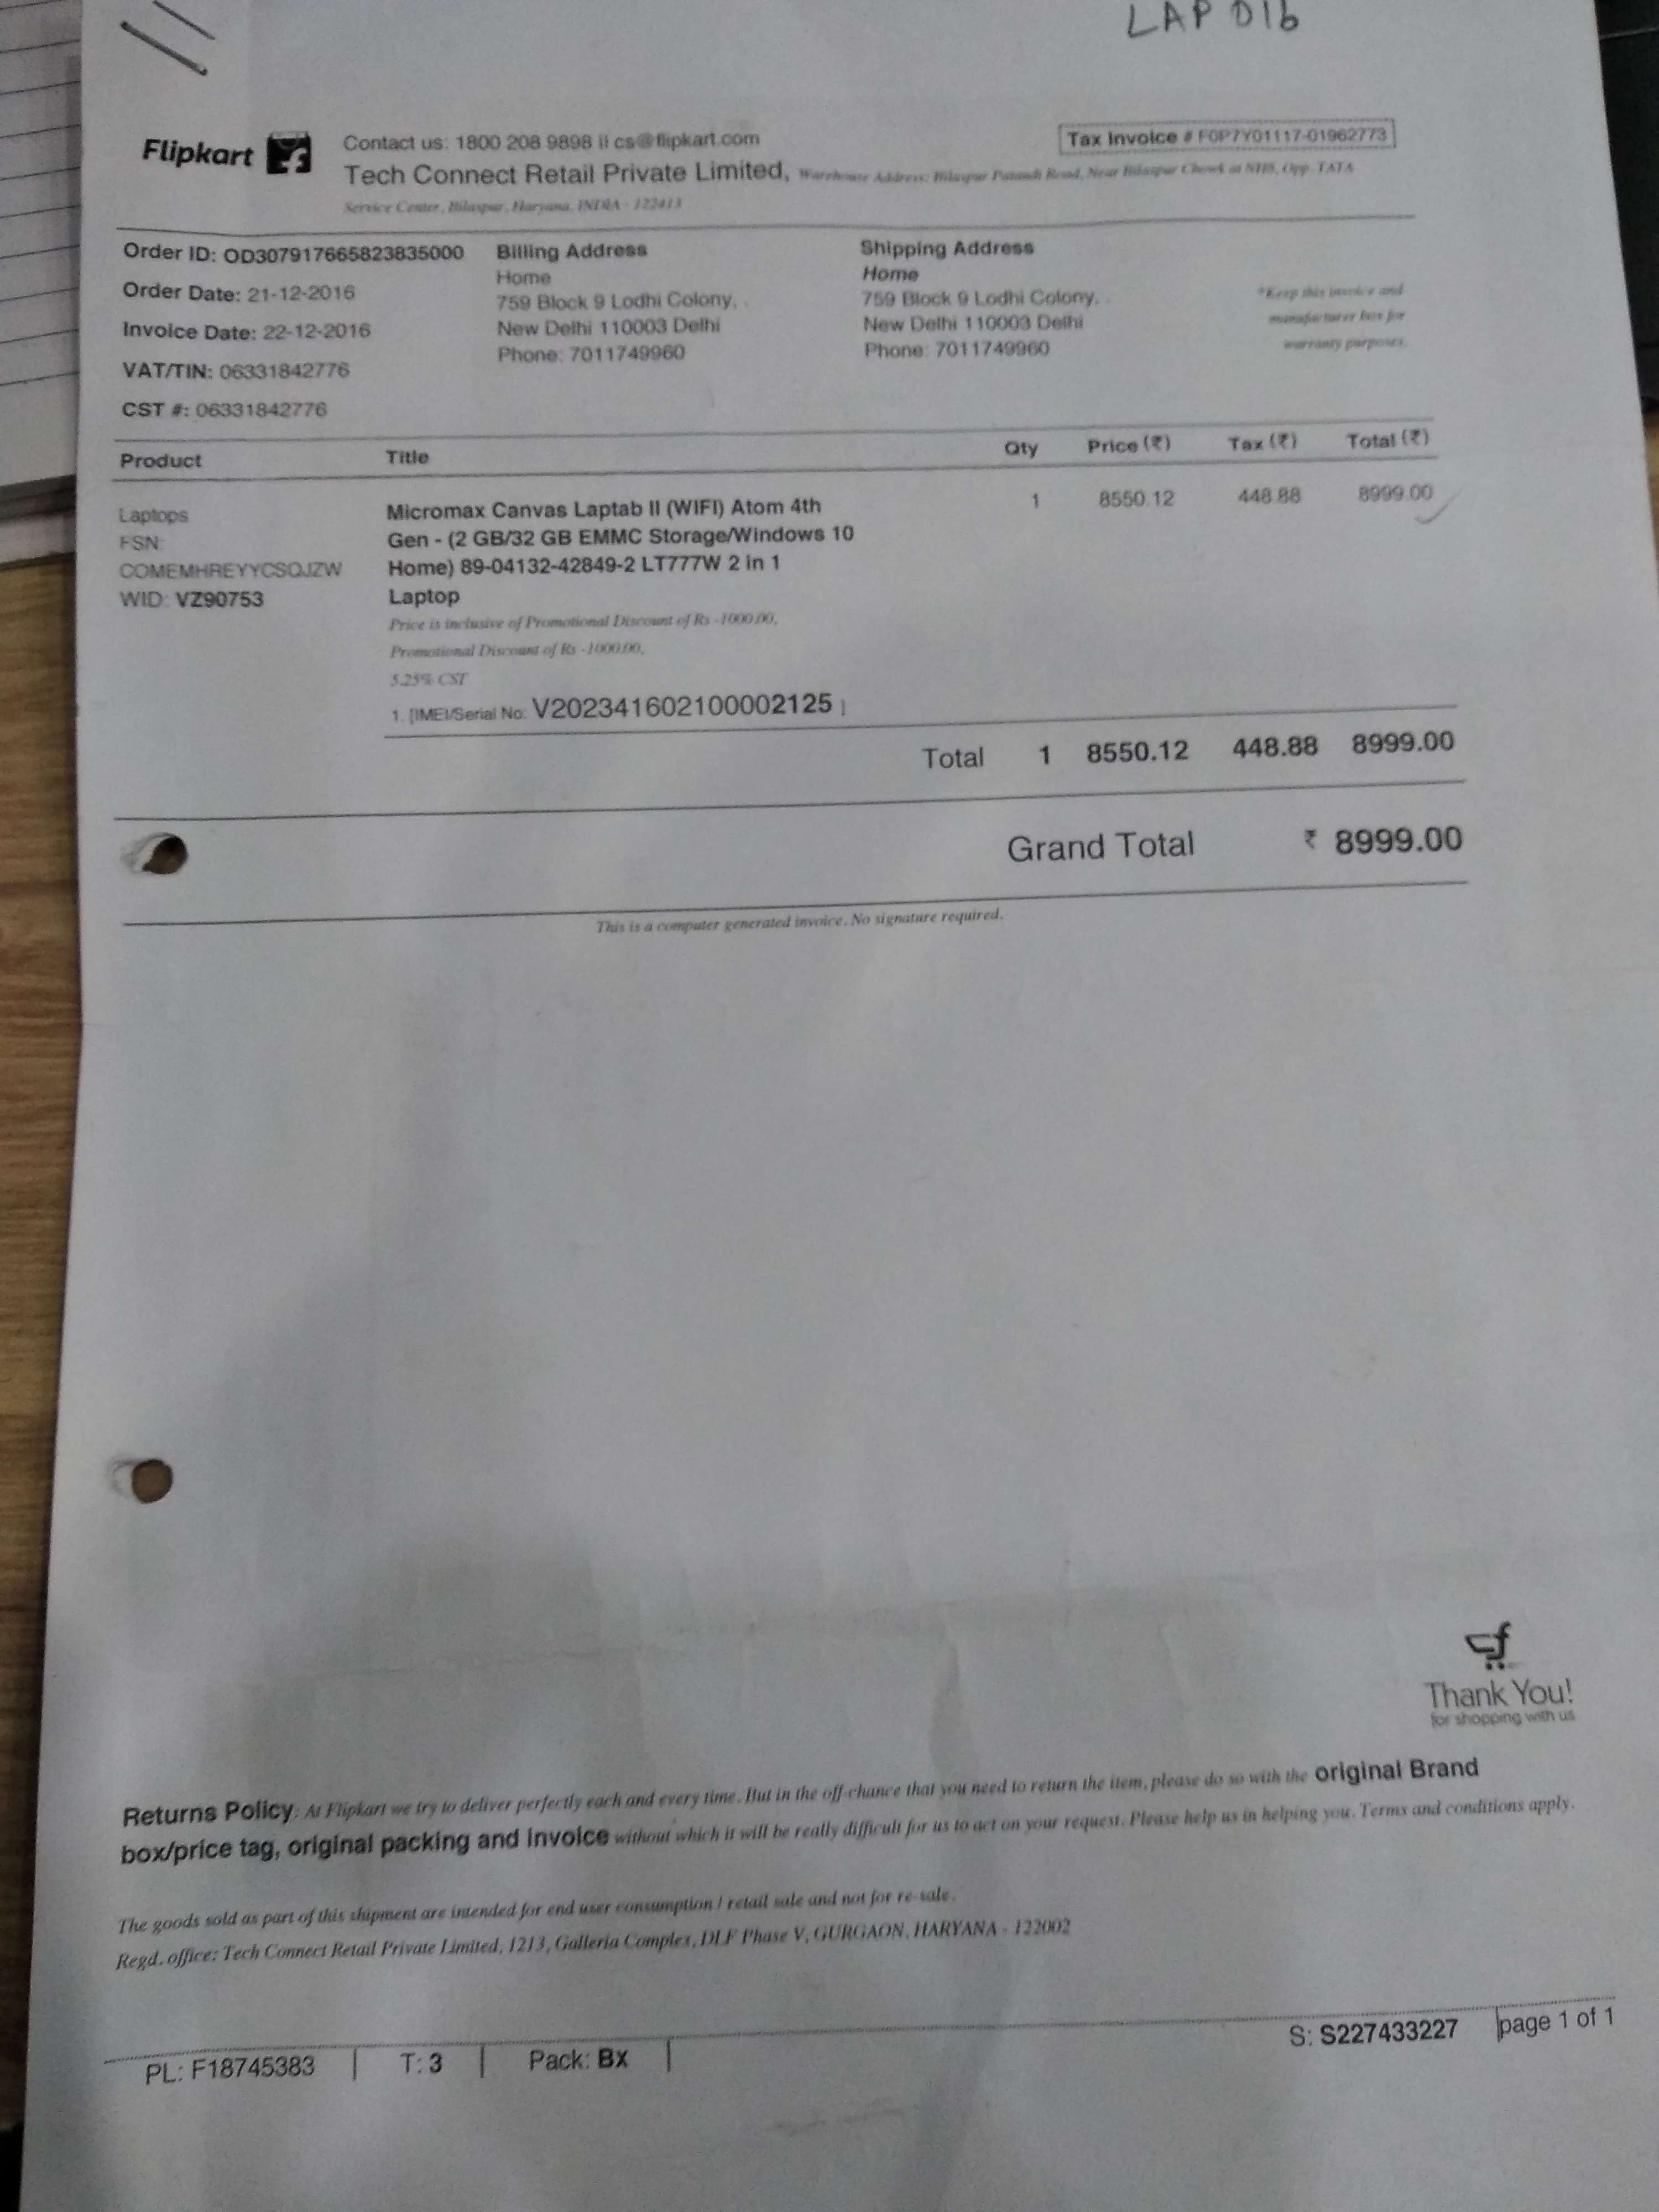 LAP 016
Flipkart
Contact us: 1800 208 9898 || cs@flipkart.com
Tax Invoice # F0P7Y01117-01962773
Tech Connect Retail Private Limited, Warehouse Address: Bilaspur Pataudi Road, Near Bilaspur Chowk at NH8, Opp. TATA
Service Center, Bilaspur, Haryana, INDIA - 122413
Order ID: OD307917665823835000
Order Date: 21-12-2016
Invoice Date: 22-12-2016
VAT/TIN: 06331842776
CST #: 06331842776
Billing Address
Home
759 Block 9 Lodhi Colony, .
New Delhi 110003 Delhi
Phone: 7011749960
Shipping Address
Home
759 Block 9 Lodhi Colony, .
New Delhi 110003 Delhi
Phone: 7011749960
*Keep this invoice and
manufacturer box for
warranty purposes.
Product Title Qty Price (₹) Tax (₹) Total (₹)
Laptops
FSN:
COMEMHREYYCSQJZW
WID: VZ90753
Micromax Canvas Laptab II (WIFI) Atom 4th
Gen - (2 GB/32 GB EMMC Storage/Windows 10
Home) 89-04132-42849-2 LT777W 2 in 1
Laptop
1 8550.12 448.88 8999.00
Price is inclusive of Promotional Discount of Rs -1000.00,
Promotional Discount of Rs -1000.00,
5.25% CST
1. [IMEI/Serial No: V202341602100002125 ]
Total 1 8550.12 448.88 8999.00
Grand Total ₹ 8999.00
This is a computer generated invoice. No signature required.
Thank You!
for shopping with us
Returns Policy: At Flipkart we try to deliver perfectly each and every time. But in the off-chance that you need to return the item, please do so with the original Brand
box/price tag, original packing and invoice without which it will be really difficult for us to act on your request. Please help us in helping you. Terms and conditions apply.
The goods sold as part of this shipment are intended for end user consumption / retail sale and not for re-sale.
Regd. office: Tech Connect Retail Private Limited, 1213, Galleria Complex, DLF Phase V, GURGAON, HARYANA - 122002
PL: F18745383 | T: 3 | Pack: Bx | S: S227433227 |page 1 of 1